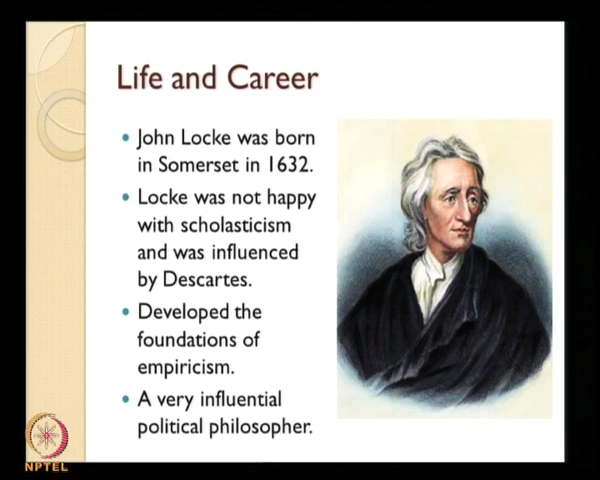 Life and Career
• John Locke was born
in Somerset in 1632.
• Locke was not happy
with scholasticism
and was influenced
by Descartes.
• Developed the
foundations of
empiricism.
• A very influential
political philosopher.
NPTEL